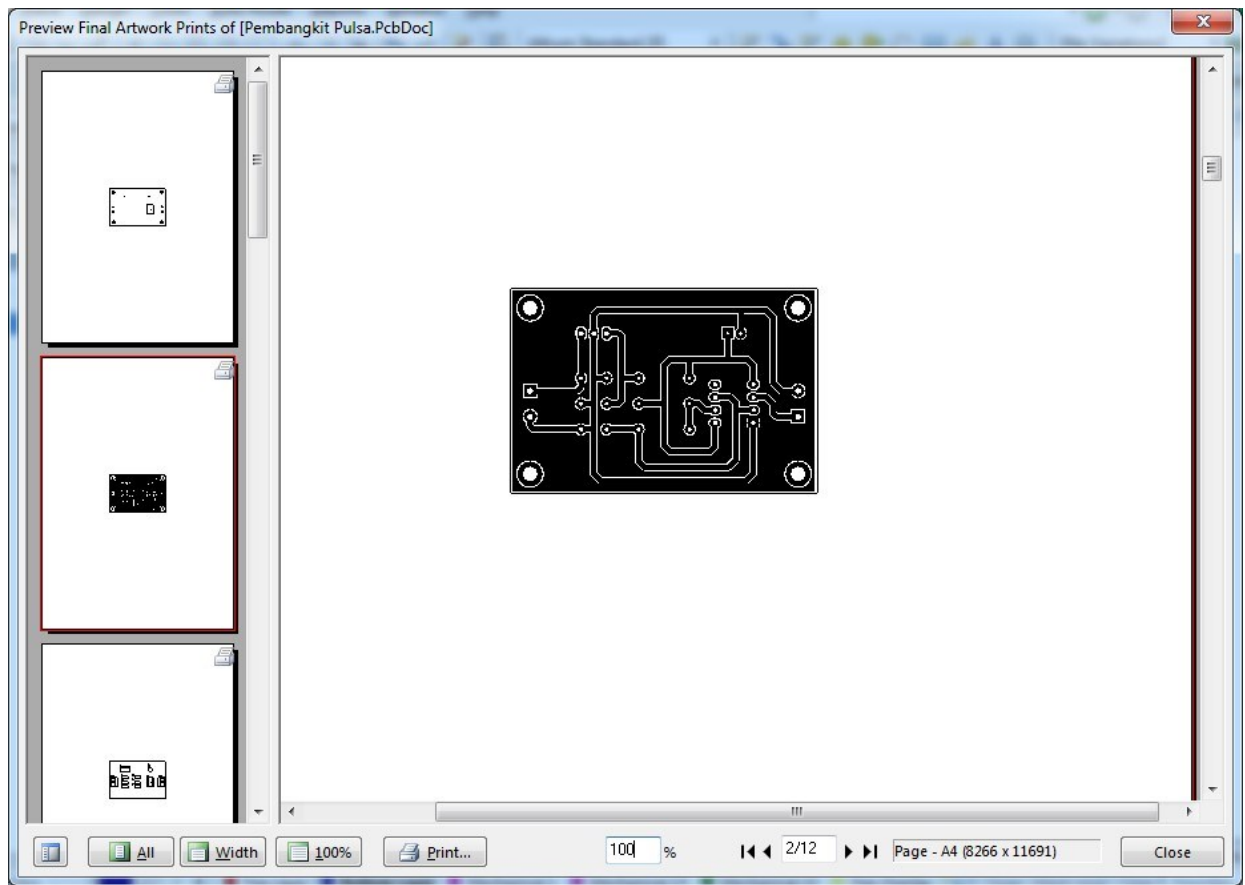 Preview Final Artwork Prints of [Pembangkit Pulsa.PcbDoc]
All
Width
100%
Print...
100 %
2/12
Page - A4 (8266 x 11691)
Close